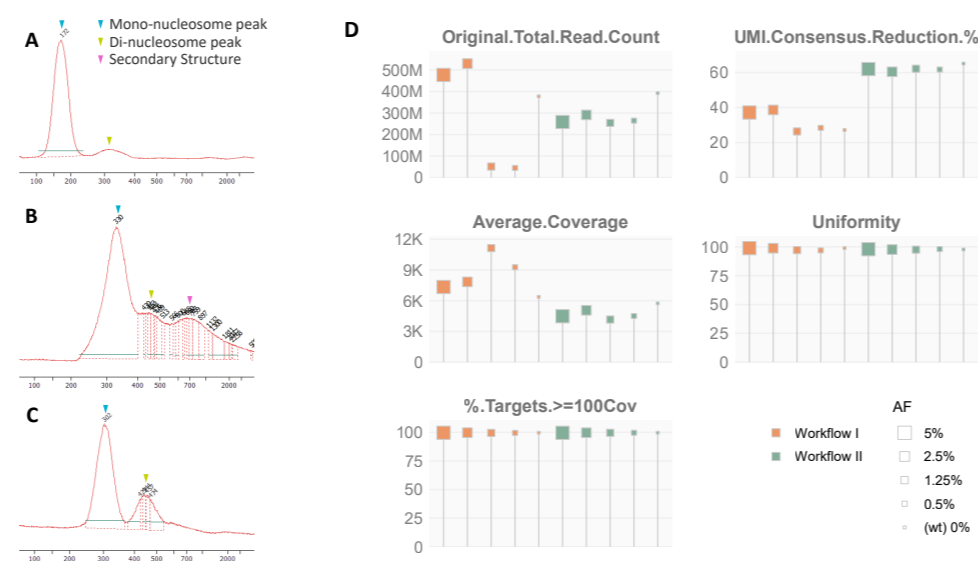 A
Mono-nucleosome peak
Di-nucleosome peak
Secondary Structure
172
100 200 300 400 500 700 2000
B
330
100 200 300 400 500 700 2000
C
302
100 200 300 400 500 700 2000
D
Original.Total.Read.Count
500M
400M
300M
200M
100M
0
UMI.Consensus.Reduction.%
60
40
20
0
Average.Coverage
12K
9K
6K
3K
0
Uniformity
100
75
50
25
0
%.Targets.>=100Cov
100
75
50
25
0
Workflow I
Workflow II
AF
5%
2.5%
1.25%
0.5%
(wt) 0%